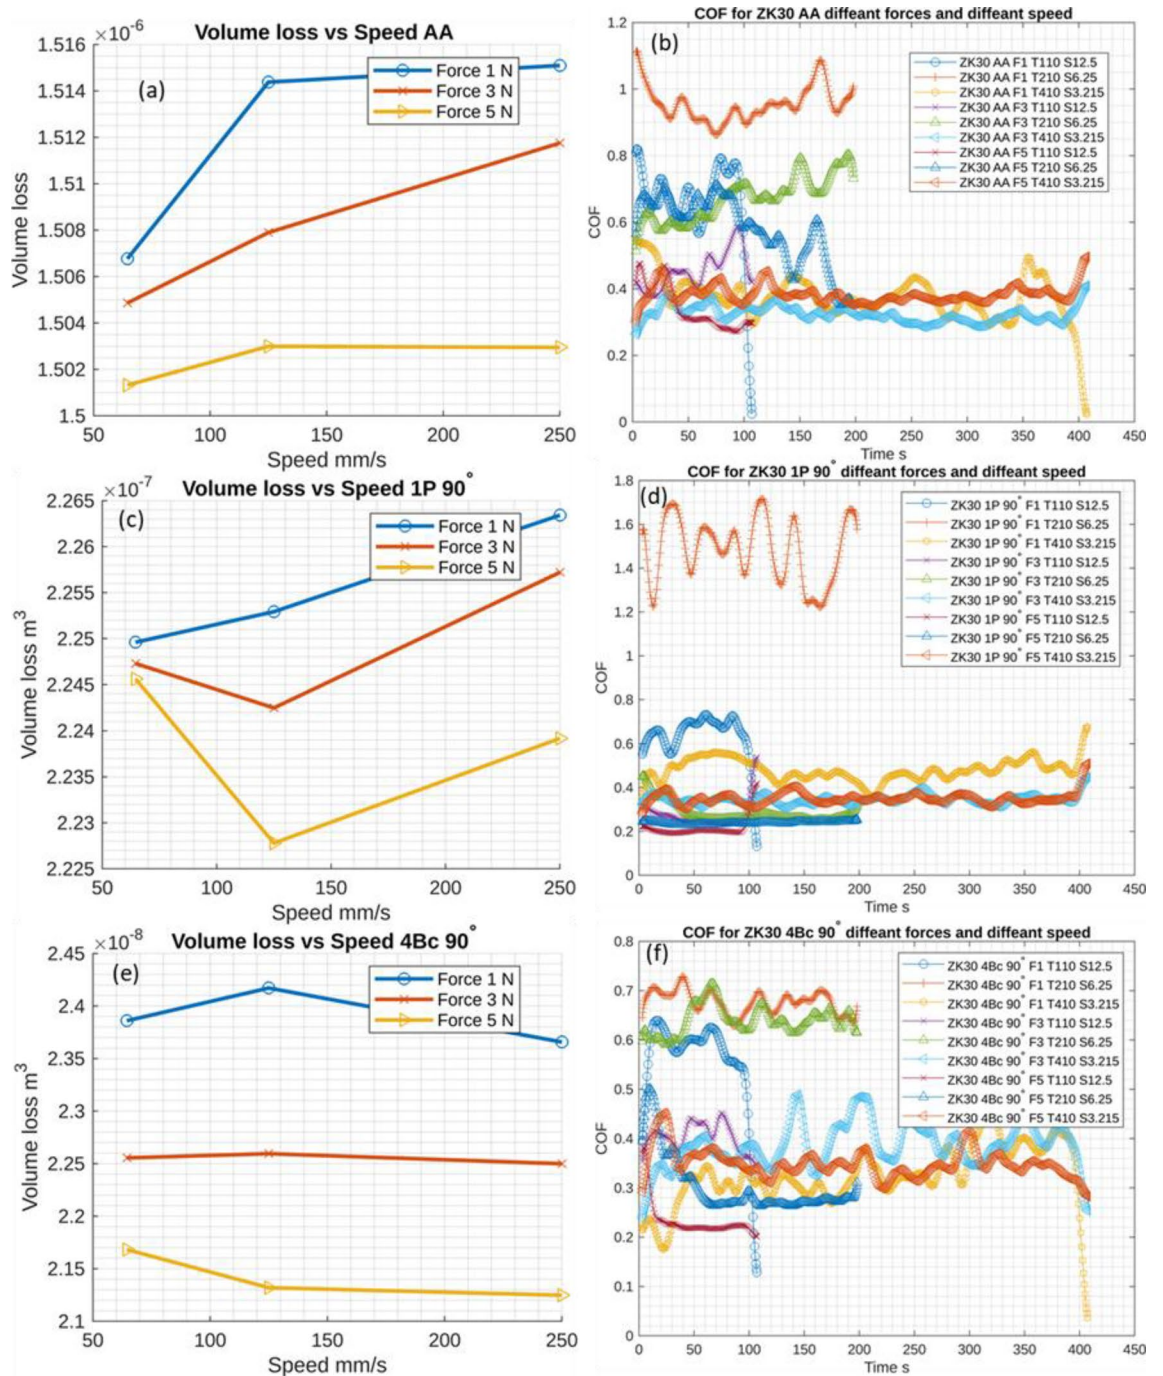 ×10⁻⁶
Volume loss vs Speed AA
(a)
Force 1 N
Force 3 N
Force 5 N
1.516
1.514
1.512
1.51
1.508
1.506
1.504
1.502
1.5
Volume loss
50
100
150
200
250
Speed mm/s
COF for ZK30 AA diffeant forces and diffeant speed
(b)
ZK30 AA F1 T110 S12.5
ZK30 AA F1 T210 S6.25
ZK30 AA F1 T410 S3.215
ZK30 AA F3 T110 S12.5
ZK30 AA F3 T210 S6.25
ZK30 AA F3 T410 S3.215
ZK30 AA F5 T110 S12.5
ZK30 AA F5 T210 S6.25
ZK30 AA F5 T410 S3.215
1.2
1
0.8
0.6
0.4
0.2
0
COF
0
50
100
150
200
250
300
350
400
450
Time s
×10⁻⁷
Volume loss vs Speed 1P 90°
(c)
Force 1 N
Force 3 N
Force 5 N
2.265
2.26
2.255
2.25
2.245
2.24
2.235
2.23
2.225
Volume loss m³
50
100
150
200
250
Speed mm/s
COF for ZK30 1P 90° diffeant forces and diffeant speed
(d)
ZK30 1P 90° F1 T110 S12.5
ZK30 1P 90° F1 T210 S6.25
ZK30 1P 90° F1 T410 S3.215
ZK30 1P 90° F3 T110 S12.5
ZK30 1P 90° F3 T210 S6.25
ZK30 1P 90° F3 T410 S3.215
ZK30 1P 90° F5 T110 S12.5
ZK30 1P 90° F5 T210 S6.25
ZK30 1P 90° F5 T410 S3.215
1.8
1.6
1.4
1.2
1
0.8
0.6
0.4
0.2
0
COF
0
50
100
150
200
250
300
350
400
450
Time s
×10⁻⁸
Volume loss vs Speed 4Bc 90°
(e)
Force 1 N
Force 3 N
Force 5 N
2.45
2.4
2.35
2.3
2.25
2.2
2.15
2.1
Volume loss m³
50
100
150
200
250
Speed mm/s
COF for ZK30 4Bc 90° diffeant forces and diffeant speed
(f)
ZK30 4Bc 90° F1 T110 S12.5
ZK30 4Bc 90° F1 T210 S6.25
ZK30 4Bc 90° F1 T410 S3.215
ZK30 4Bc 90° F3 T110 S12.5
ZK30 4Bc 90° F3 T210 S6.25
ZK30 4Bc 90° F3 T410 S3.215
ZK30 4Bc 90° F5 T110 S12.5
ZK30 4Bc 90° F5 T210 S6.25
ZK30 4Bc 90° F5 T410 S3.215
0.8
0.7
0.6
0.5
0.4
0.3
0.2
0.1
0
COF
0
50
100
150
200
250
300
350
400
450
Time s